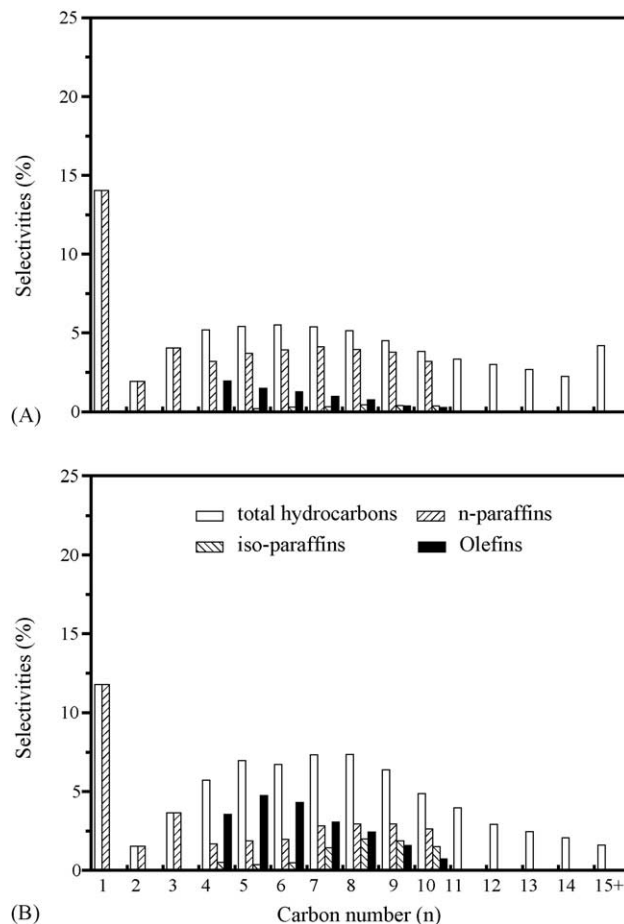 25
20
15
10
5
0
Selectivities (%)
(A)
25
20
15
10
5
0
Selectivities (%)
total hydrocarbons
n-paraffins
iso-paraffins
Olefins
1 2 3 4 5 6 7 8 9 10 11 12 13 14 15+
(B)
Carbon number (n)